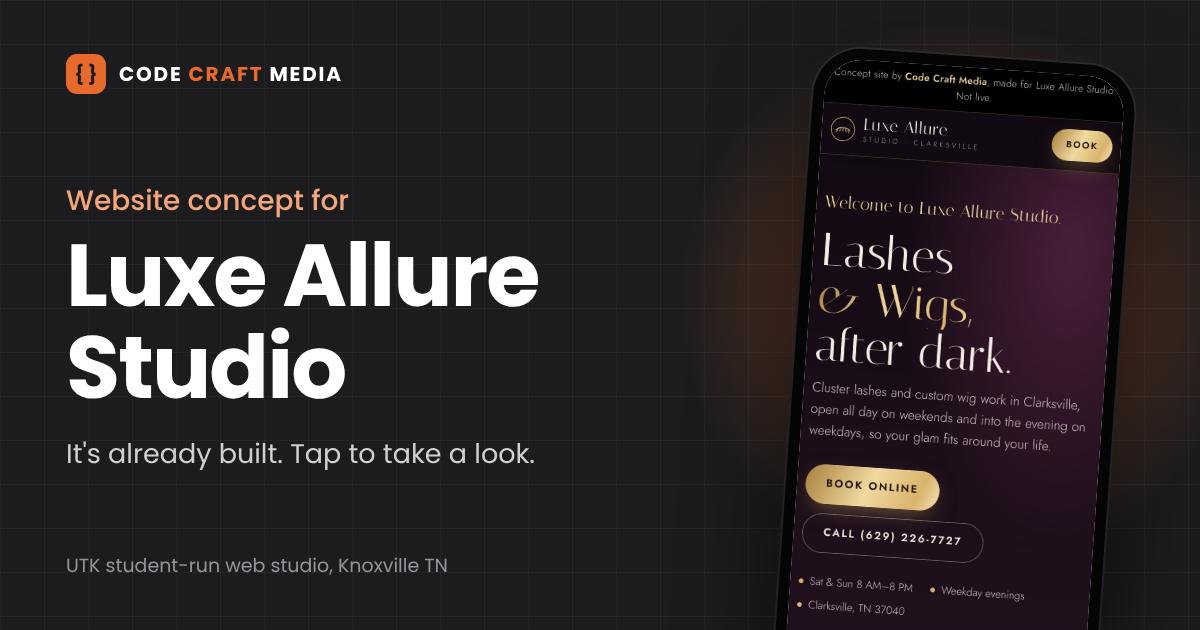 { } CODE CRAFT MEDIA
Website concept for
Luxe Allure
Studio
It's already built. Tap to take a look.
UTK student-run web studio, Knoxville TN
Concept site by Code Craft Media, made for Luxe Allure Studio.
Not live.
Luxe Allure
STUDIO CLARKSVILLE
BOOK
Welcome to Luxe Allure Studio.
Lashes
& Wigs,
after dark.
Cluster lashes and custom wig work in Clarksville,
open all day on weekends and into the evening on
weekdays, so your glam fits around your life.
BOOK ONLINE
CALL (629) 226-7727
• Sat & Sun 8 AM–8 PM • Weekday evenings
• Clarksville, TN 37040